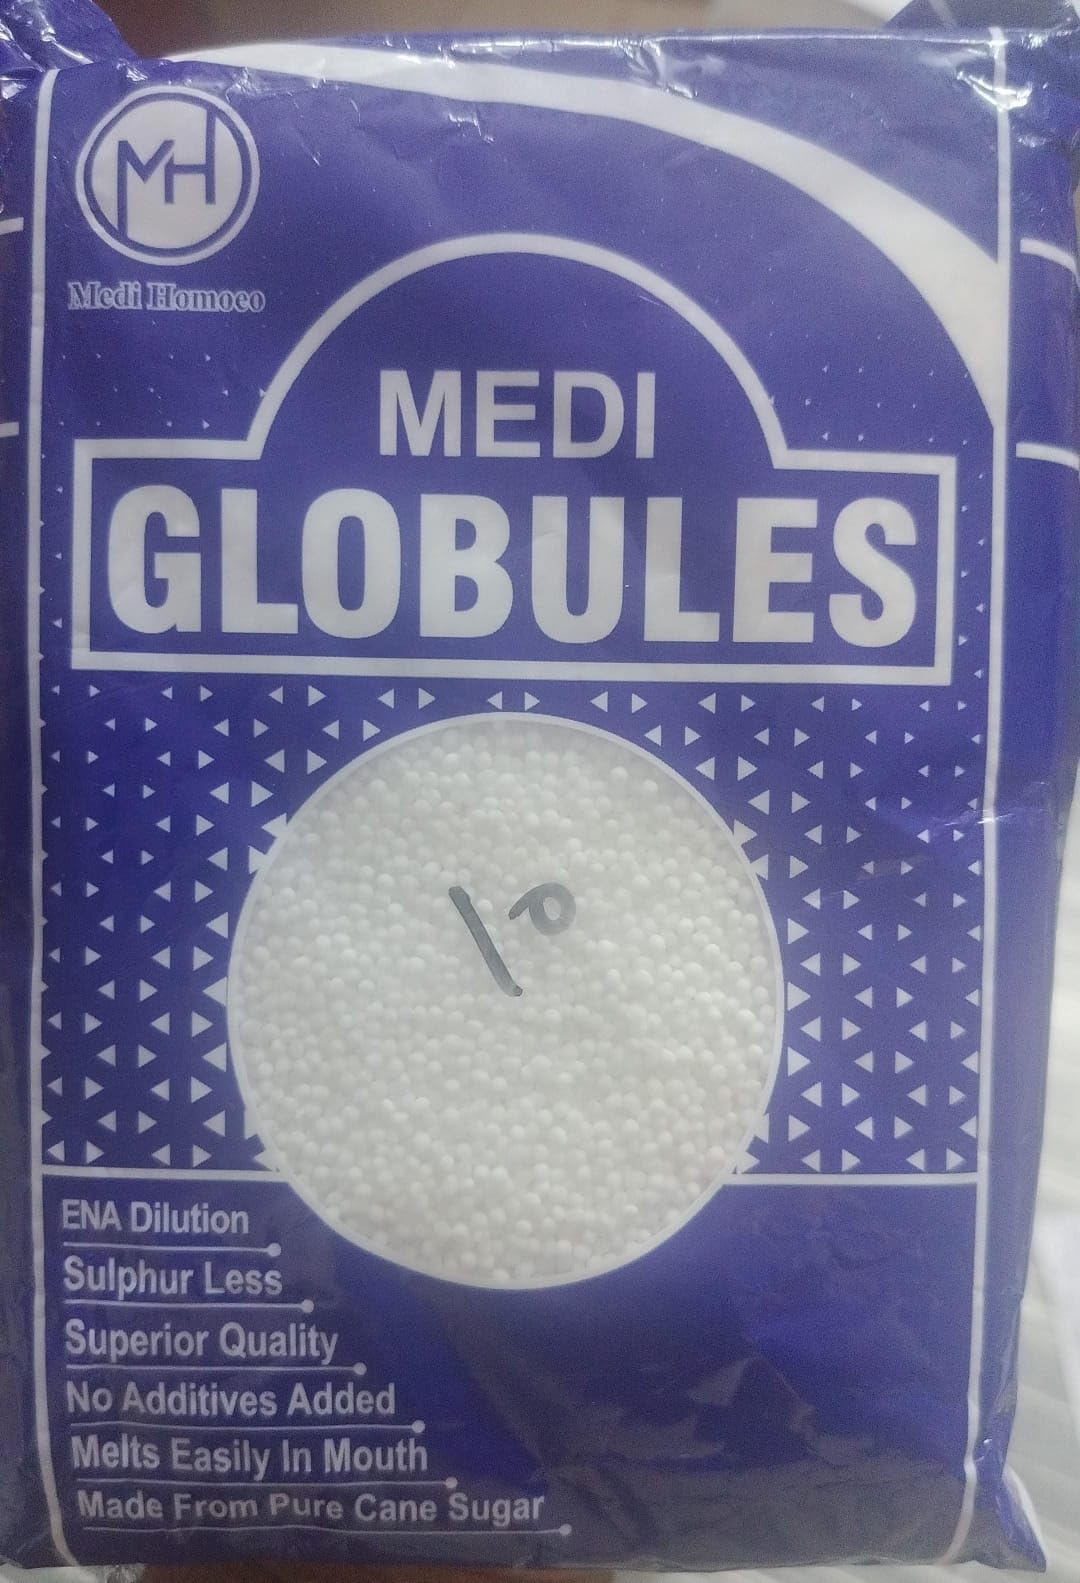 MH
Medi Homoeo
MEDI
GLOBULES
ENA Dilution
Sulphur Less
Superior Quality
No Additives Added
Melts Easily In Mouth
Made From Pure Cane Sugar